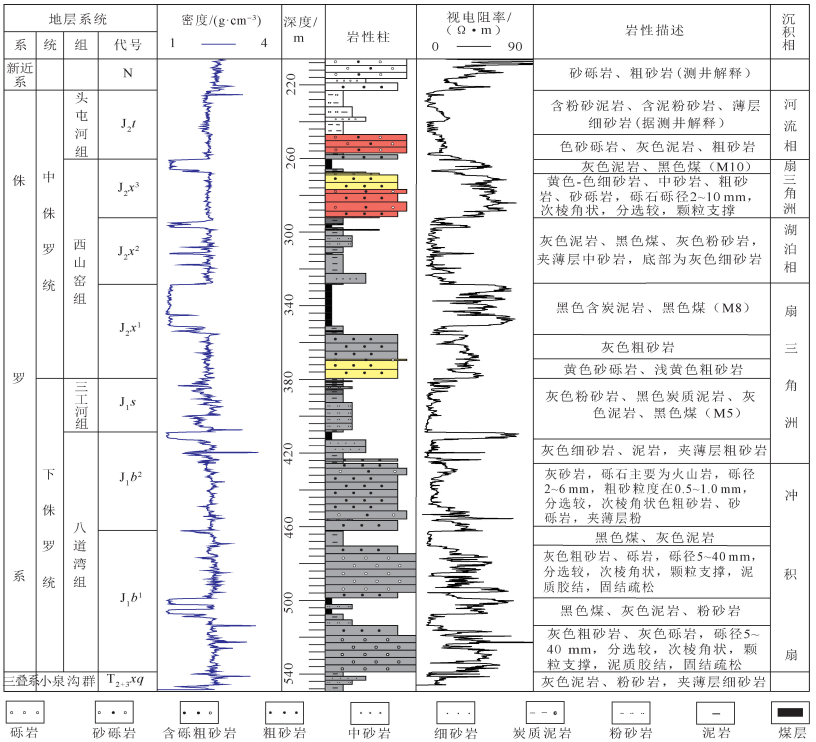 地层系统
系
统
组
代号
密度/(g·cm⁻³)
1
4
深度/
m
岩性柱
视电阻率/
(Ω•m)
0
90
岩性描述
沉积相
新近系
N
侏罗系
中侏罗统
下侏罗统
头屯河组
西山窑组
三工河组
八道湾组
J₂t
J₂x³
J₂x²
J₂x¹
J₁s
J₁b²
J₁b¹
三叠系
小泉沟群
T₂₊₃xq
220
260
300
340
380
420
460
500
540
砂砾岩、粗砂岩(测井解释)
含粉砂泥岩、含泥粉砂岩、薄层
细砂岩(据测井解释)
色砂砾岩、灰色泥岩、粗砂岩
灰色泥岩、黑色煤（M10）
黄色-色细砂岩、中砂岩、粗砂
岩、砂砾岩，砾石砾径2~10 mm，
次棱角状，分选较，颗粒支撑
灰色泥岩、黑色煤、灰色粉砂岩，
夹薄层中砂岩，底部为灰色细砂岩
黑色含炭泥岩、黑色煤（M8）
灰色粗砂岩
黄色砂砾岩、浅黄色粗砂岩
灰色粉砂岩、黑色炭质泥岩、灰
色泥岩、黑色煤（M5）
灰色细砂岩、泥岩，夹薄层粗砂岩
灰砂岩，砾石主要为火山岩，砾径
2~6 mm，粗砂粒度在0.5~1.0 mm，
分选较，次棱角状色粗砂岩、砂
砾岩，夹薄层粉
黑色煤、灰色泥岩
灰色粗砂岩、砾岩，砾径5~40 mm，
分选较，次棱角状，颗粒支撑，泥
质胶结，固结疏松
黑色煤、灰色泥岩、粉砂岩
灰色粗砂岩、灰色砾岩，砾径5~
40 mm，分选较，次棱角状，颗
粒支撑，泥质胶结，固结疏松
灰色泥岩、粉砂岩，夹薄层细砂岩
河流相
扇三角洲
湖泊相
扇三角洲
冲积扇
砾岩
砂砾岩
含砾粗砂岩
粗砂岩
中砂岩
细砂岩
炭质泥岩
粉砂岩
泥岩
煤层